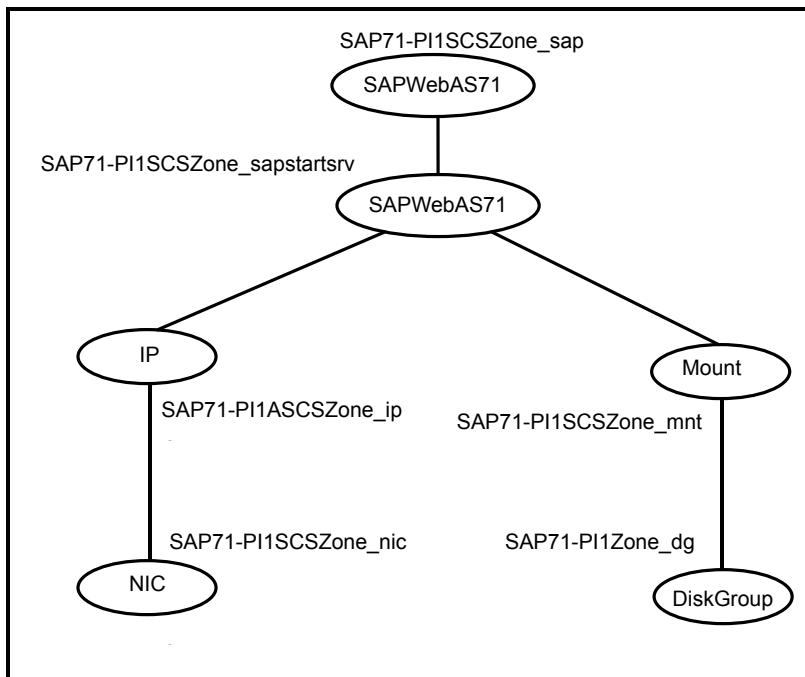 SAP71-PI1SCSZone_sap
SAPWebAS71
SAP71-PI1SCSZone_sapstartsrv
SAPWebAS71
IP
Mount
SAP71-PI1ASCSZone_ip
SAP71-PI1SCSZone_mnt
SAP71-PI1SCSZone_nic
SAP71-PI1Zone_dg
NIC
DiskGroup